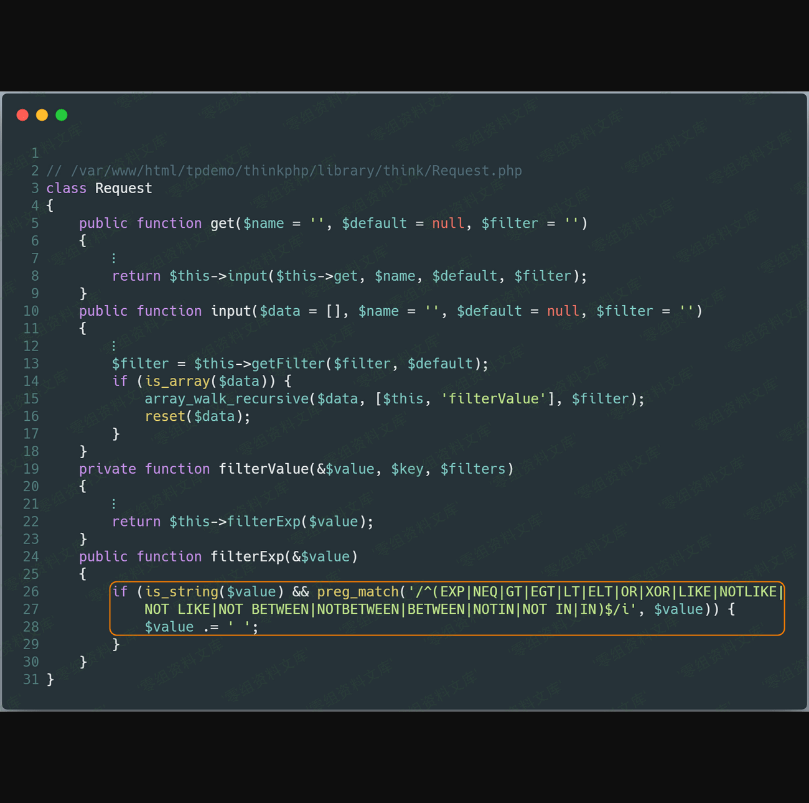 1
2 // /var/www/html/tpdemo/thinkphp/library/think/Request.php
3 class Request
4 {
5     public function get($name = '', $default = null, $filter = '')
6     {
7         ⋮
8         return $this->input($this->get, $name, $default, $filter);
9     }
10     public function input($data = [], $name = '', $default = null, $filter = '')
11     {
12         ⋮
13         $filter = $this->getFilter($filter, $default);
14         if (is_array($data)) {
15             array_walk_recursive($data, [$this, 'filterValue'], $filter);
16             reset($data);
17         }
18     }
19     private function filterValue(&$value, $key, $filters)
20     {
21         ⋮
22         return $this->filterExp($value);
23     }
24     public function filterExp(&$value)
25     {
26         if (is_string($value) && preg_match('/^(EXP|NEQ|GT|EGT|LT|ELT|OR|XOR|LIKE|NOTLIKE|
27             NOT LIKE|NOT BETWEEN|NOTBETWEEN|BETWEEN|NOTIN|NOT IN|IN)$/i', $value)) {
28             $value .= ' ';
29         }
30     }
31 }